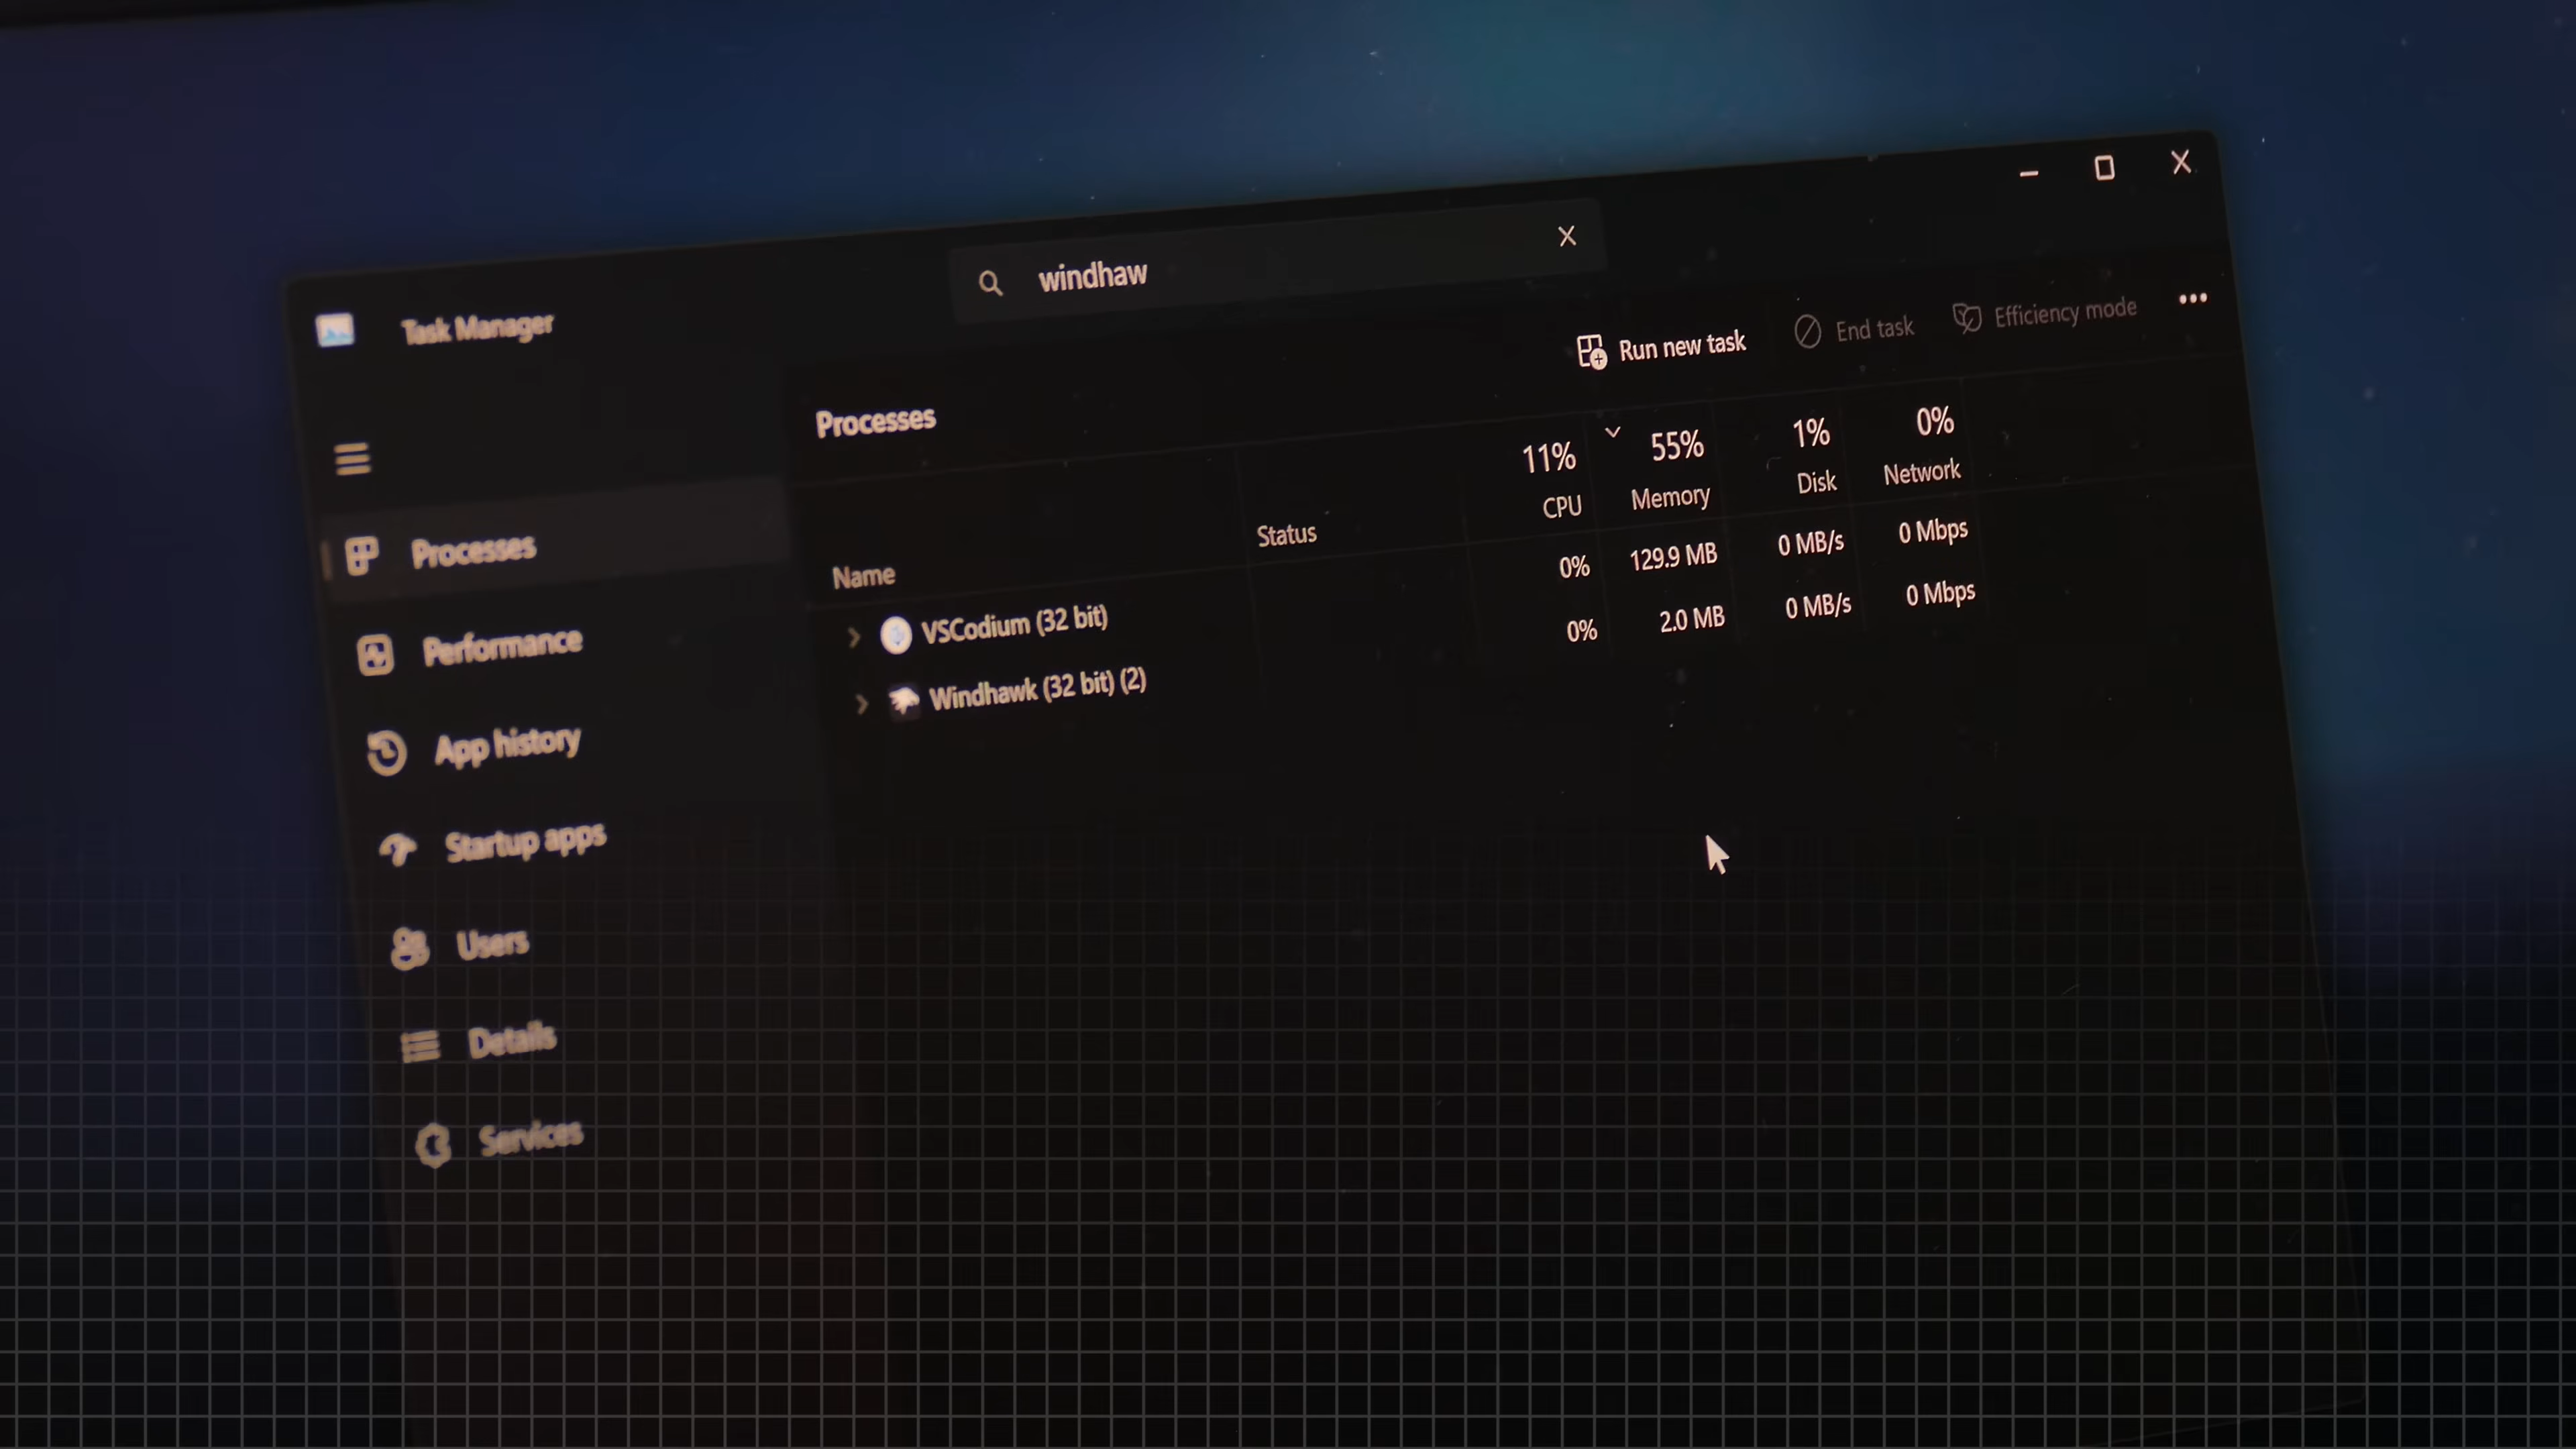 windhaw
Task Manager
Run new task End task Efficiency mode
Processes
11% 55% 1% 0%
Name Status CPU Memory Disk Network
VSCodium (32 bit) 0% 129.9 MB 0 MB/s 0 Mbps
Windhawk (32 bit) (2) 0% 2.0 MB 0 MB/s 0 Mbps
Processes
Performance
App history
Startup apps
Users
Details
Services